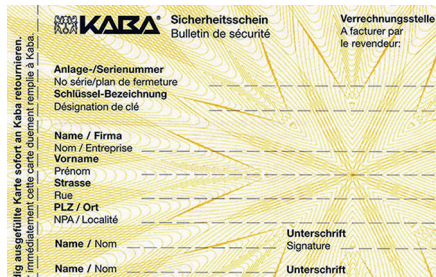 KABA®
Sicherheitsschein
Bulletin de sécurité
Verrechnungsstelle
A facturer par
le revendeur:
Anlage-/Serienummer
No série/plan de fermeture
Schlüssel-Bezeichnung
Désignation de clé
Name / Firma
Nom / Entreprise
Vorname
Prénom
Strasse
Rue
PLZ / Ort
NPA / Localité
Name / Nom
Unterschrift
Signature
Name / Nom
Unterschrift
dig ausgefüllte Karte sofort an Kaba retournieren.
immédiatement cette carte duement remplie à Kaba.